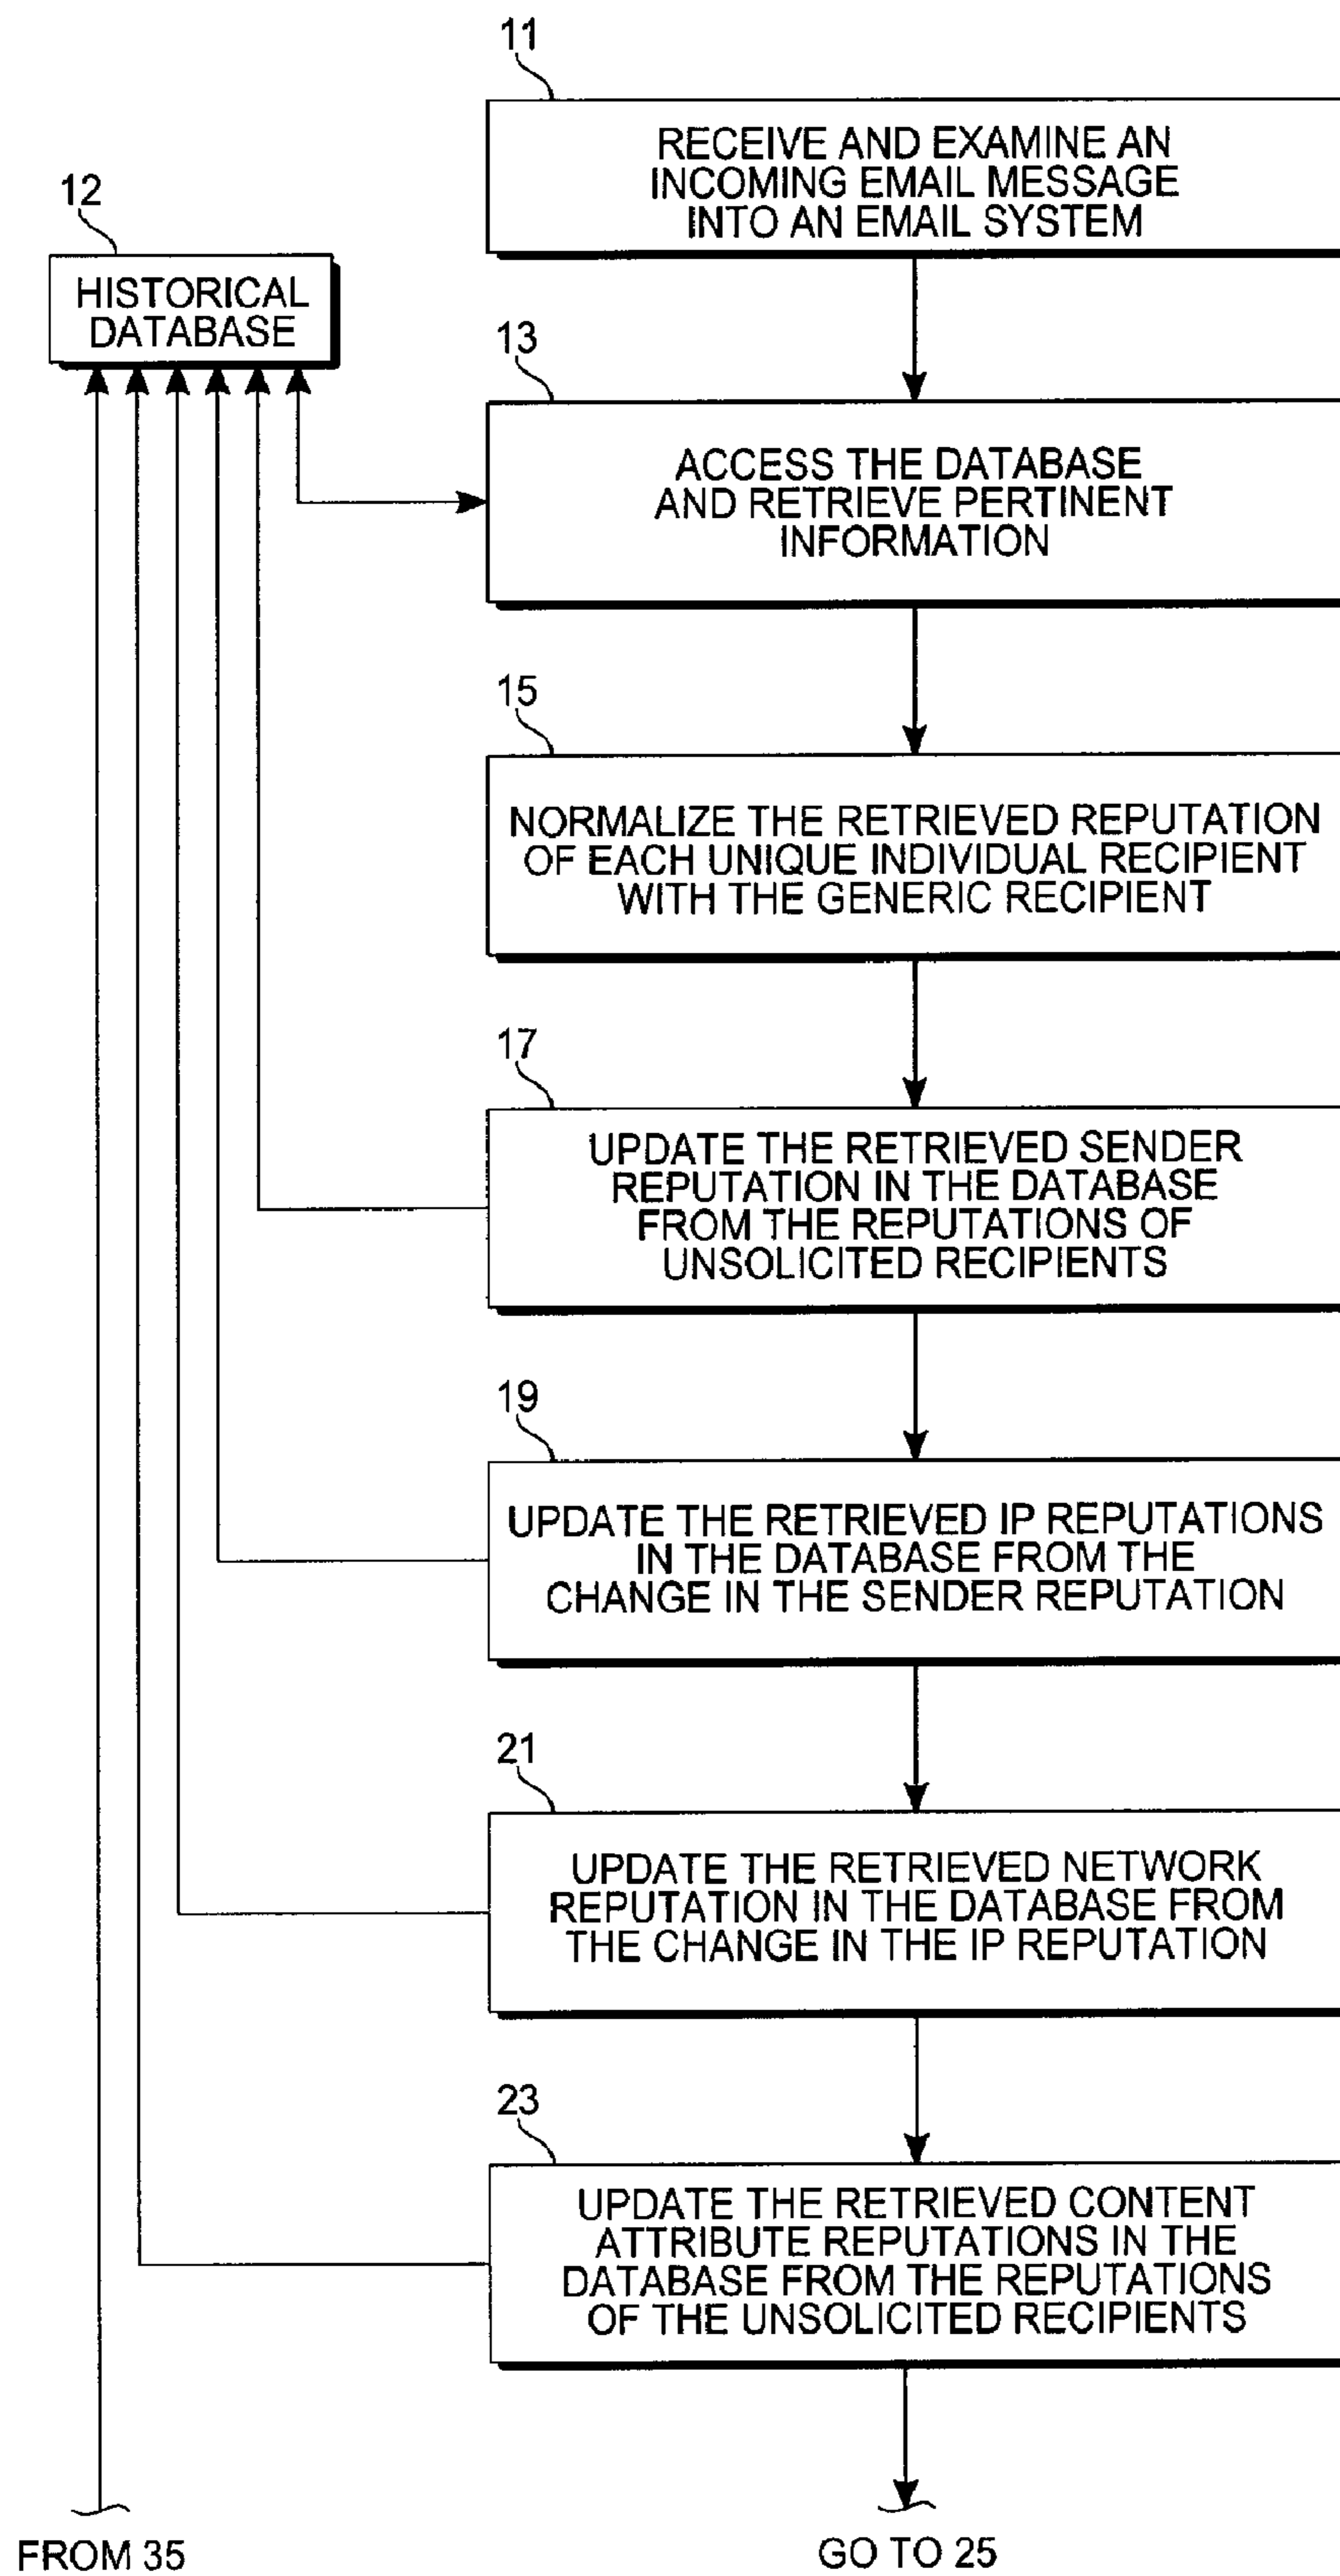 11
RECEIVE AND EXAMINE AN
INCOMING EMAIL MESSAGE
INTO AN EMAIL SYSTEM
12
HISTORICAL
DATABASE
13
ACCESS THE DATABASE
AND RETRIEVE PERTINENT
INFORMATION
15
NORMALIZE THE RETRIEVED REPUTATION
OF EACH UNIQUE INDIVIDUAL RECIPIENT
WITH THE GENERIC RECIPIENT
17
UPDATE THE RETRIEVED SENDER
REPUTATION IN THE DATABASE
FROM THE REPUTATIONS OF
UNSOLICITED RECIPIENTS
19
UPDATE THE RETRIEVED IP REPUTATIONS
IN THE DATABASE FROM THE
CHANGE IN THE SENDER REPUTATION
21
UPDATE THE RETRIEVED NETWORK
REPUTATION IN THE DATABASE FROM
THE CHANGE IN THE IP REPUTATION
23
UPDATE THE RETRIEVED CONTENT
ATTRIBUTE REPUTATIONS IN THE
DATABASE FROM THE REPUTATIONS
OF THE UNSOLICITED RECIPIENTS
FROM 35
GO TO 25